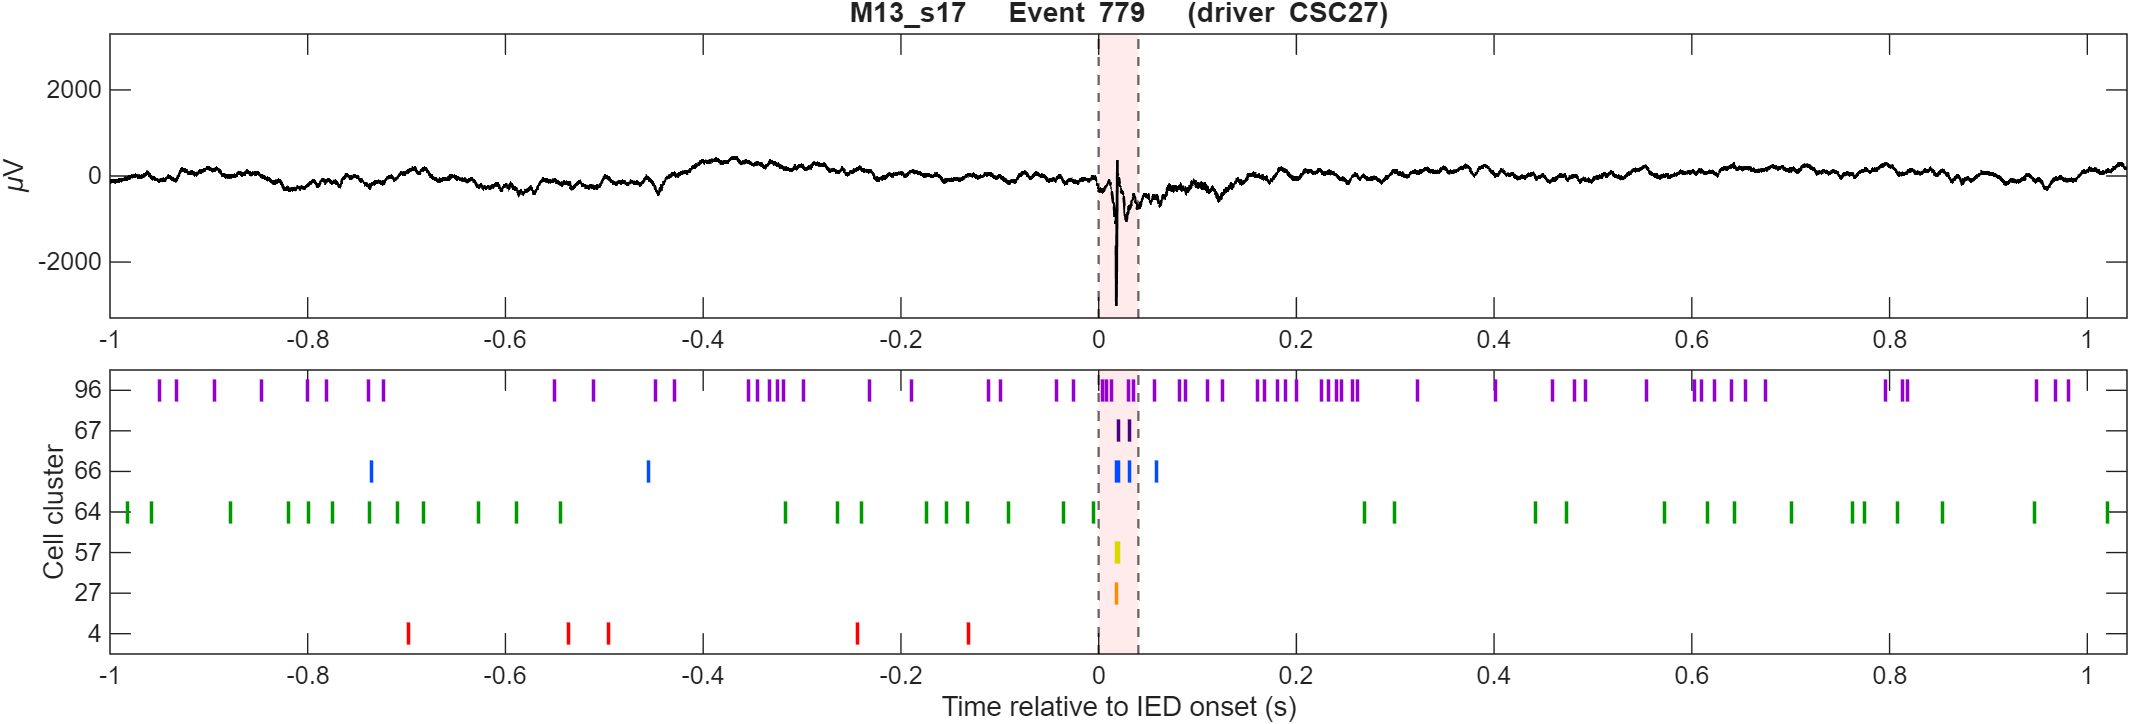 M13_s17 Event 779 (driver CSC27)
2000
0
-2000
µV
-1 -0.8 -0.6 -0.4 -0.2 0 0.2 0.4 0.6 0.8 1
96
67
66
64
57
27
4
Cell cluster
-1 -0.8 -0.6 -0.4 -0.2 0 0.2 0.4 0.6 0.8 1
Time relative to IED onset (s)